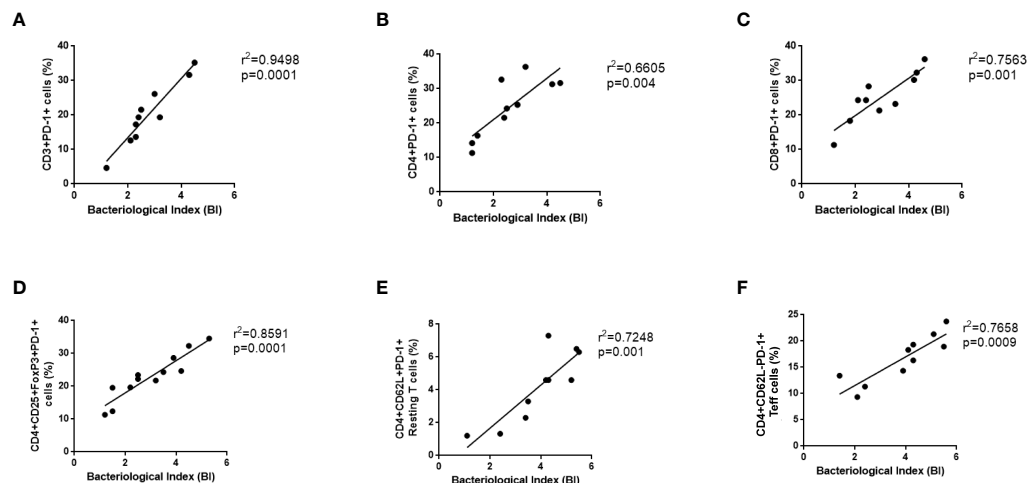 A
CD3+PD-1+ cells (%)
40
30
20
10
0
0 2 4 6
Bacteriological Index (BI)
r²=0.9498
p=0.0001
B
CD4+PD-1+ cells (%)
40
30
20
10
0
0 2 4 6
Bacteriological Index (BI)
r²=0.6605
p=0.004
C
CD8+PD-1+ cells (%)
40
30
20
10
0
0 2 4 6
Bacteriological Index (BI)
r²=0.7563
p=0.001
D
CD4+CD25+FoxP3+PD-1+
cells (%)
40
30
20
10
0
0 2 4 6
Bacteriological Index (BI)
r²=0.8591
p=0.0001
E
CD4+CD62L+PD-1+
Resting T cells (%)
8
6
4
2
0
0 2 4 6
Bacteriological Index (BI)
r²=0.7248
p=0.001
F
CD4+CD62L-PD-1+
Teff cells (%)
25
20
15
10
5
0
0 2 4 6
Bacteriological Index (BI)
r²=0.7658
p=0.0009